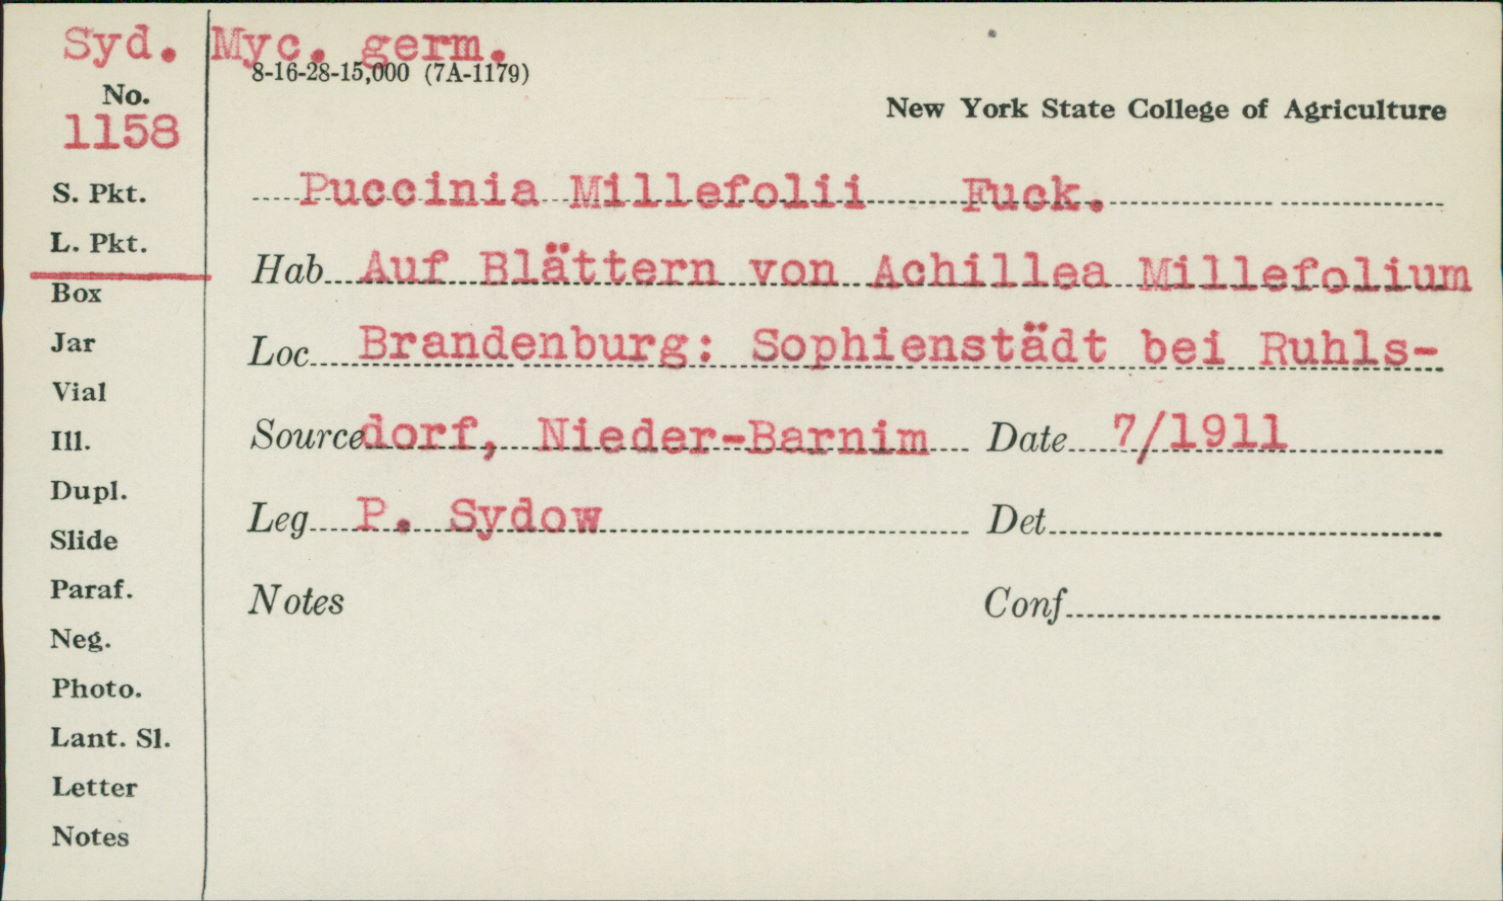 Syd. Myc. germ.
8-16-28-15,000 (7A-1179)
No.
1158
New York State College of Agriculture
S. Pkt.
Puccinia Millefolii Fuck.
L. Pkt.
Hab Auf Blättern von Achillea Millefolium
Box
Jar
Loc Brandenburg: Sophienstädt bei Ruhls-
Vial
Ill.
Source dorf, Nieder-Barnim Date 7/1911
Dupl.
Leg P. Sydow Det
Slide
Paraf.
Notes Conf
Neg.
Photo.
Lant. Sl.
Letter
Notes